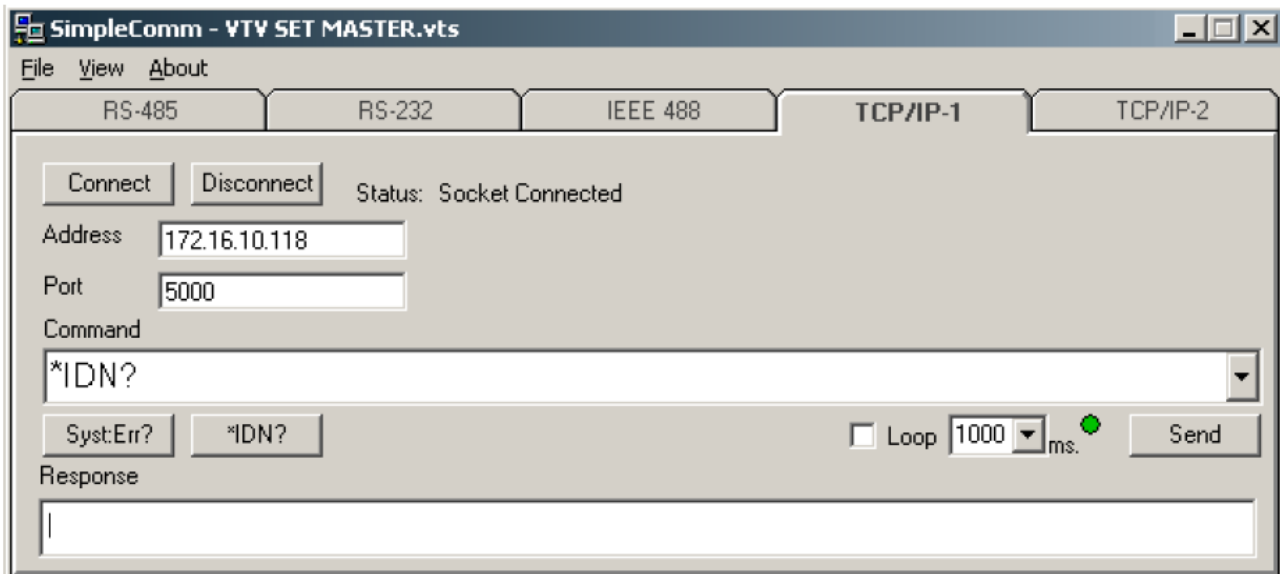 SimpleComm - VTV SET MASTER.vts
File View About
RS-485 RS-232 IEEE 488 TCP/IP-1 TCP/IP-2
Connect Disconnect Status: Socket Connected
Address 172.16.10.118
Port 5000
Command
*IDN?
Syst:Err? *IDN? Loop 1000 ms. Send
Response